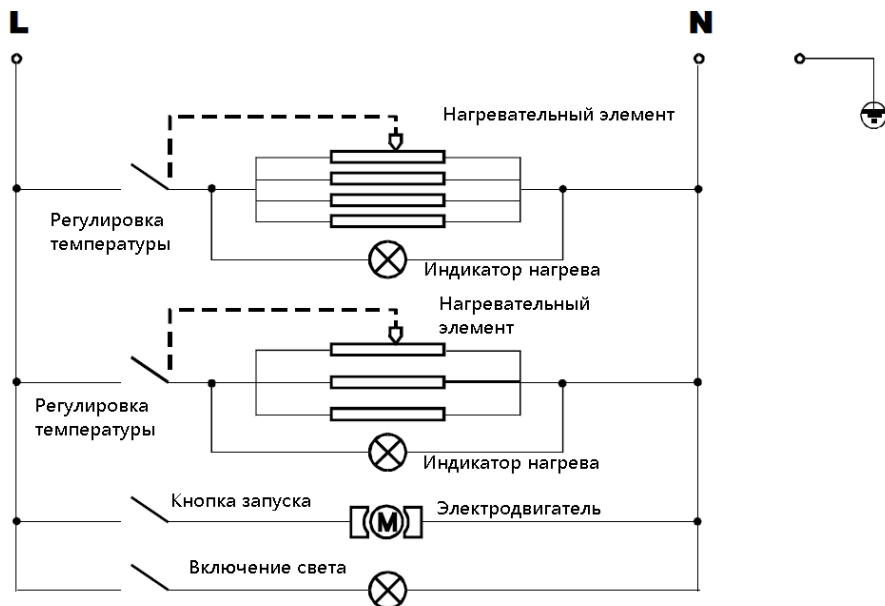 L
N
Нагревательный элемент
Регулировка
температуры
Индикатор нагрева
Нагревательный
элемент
Регулировка
температуры
Индикатор нагрева
Кнопка запуска
M
Электродвигатель
Включение света